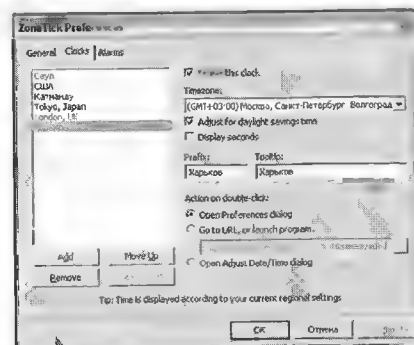 ZoneTick Prefe
General Clocks Alarms
Сеул
США
Катманду
Tokyo, Japan
London, UK
this clock
Timezone:
(GMT+03:00) Москва, Санкт-Петербург Волгоград
Adjust for daylight savings time
Display seconds
Prefix: Tooltip:
Харьков Харьков
Action on double-click:
Open Preferences dialog
Go to URL, or launch program.
Add Move Up
Remove
Open Adjust Date/Time dialog
Tip: Time is displayed according to your current regional settings
OK Отмена